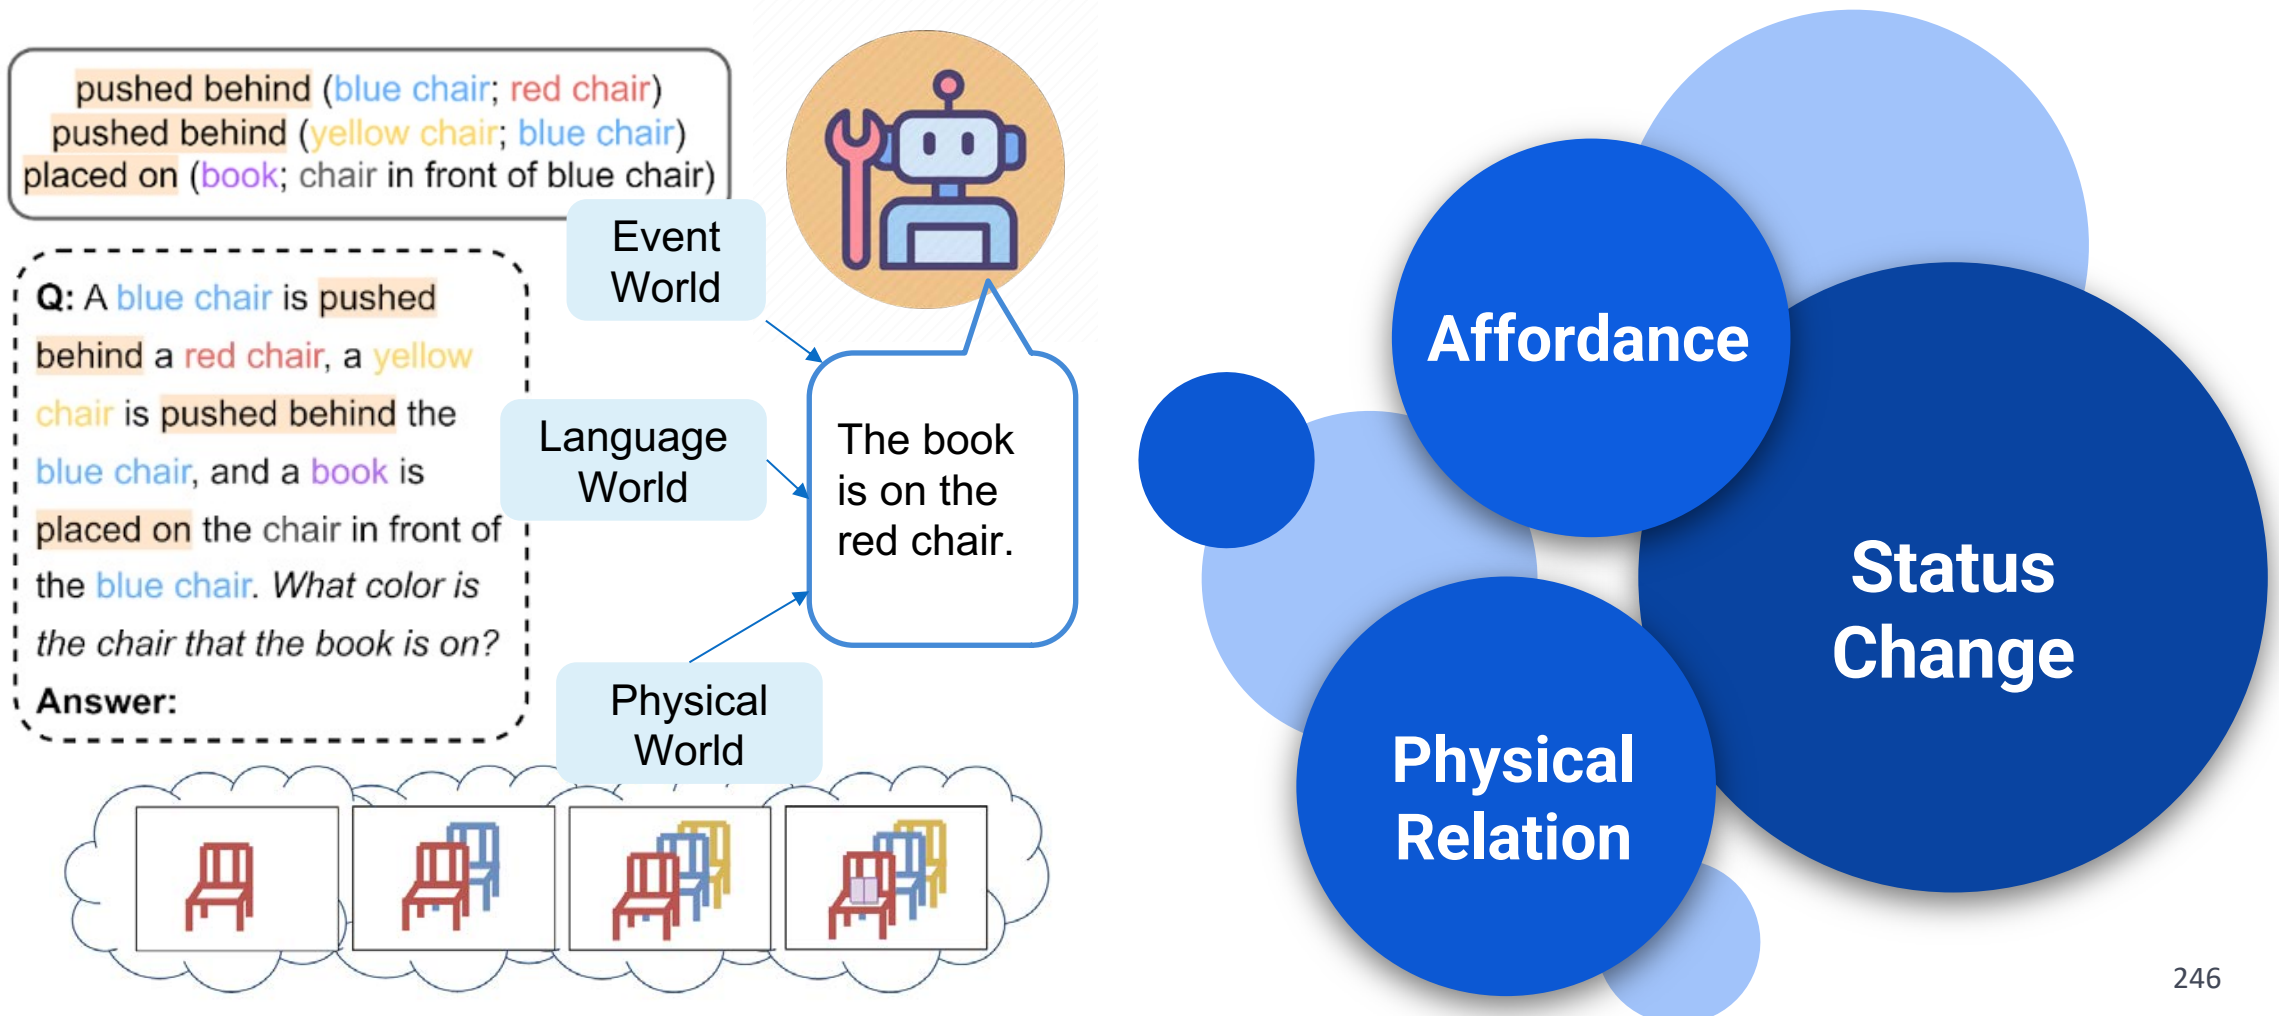 pushed behind (blue chair; red chair)
pushed behind (yellow chair; blue chair)
placed on (book; chair in front of blue chair)
Event
World
Q: A blue chair is pushed
behind a red chair, a yellow
chair is pushed behind the
blue chair, and a book is
placed on the chair in front of
the blue chair. What color is
the chair that the book is on?
Answer:
Language
World
The book
is on the
red chair.
Physical
World
Affordance
Status
Change
Physical
Relation
246